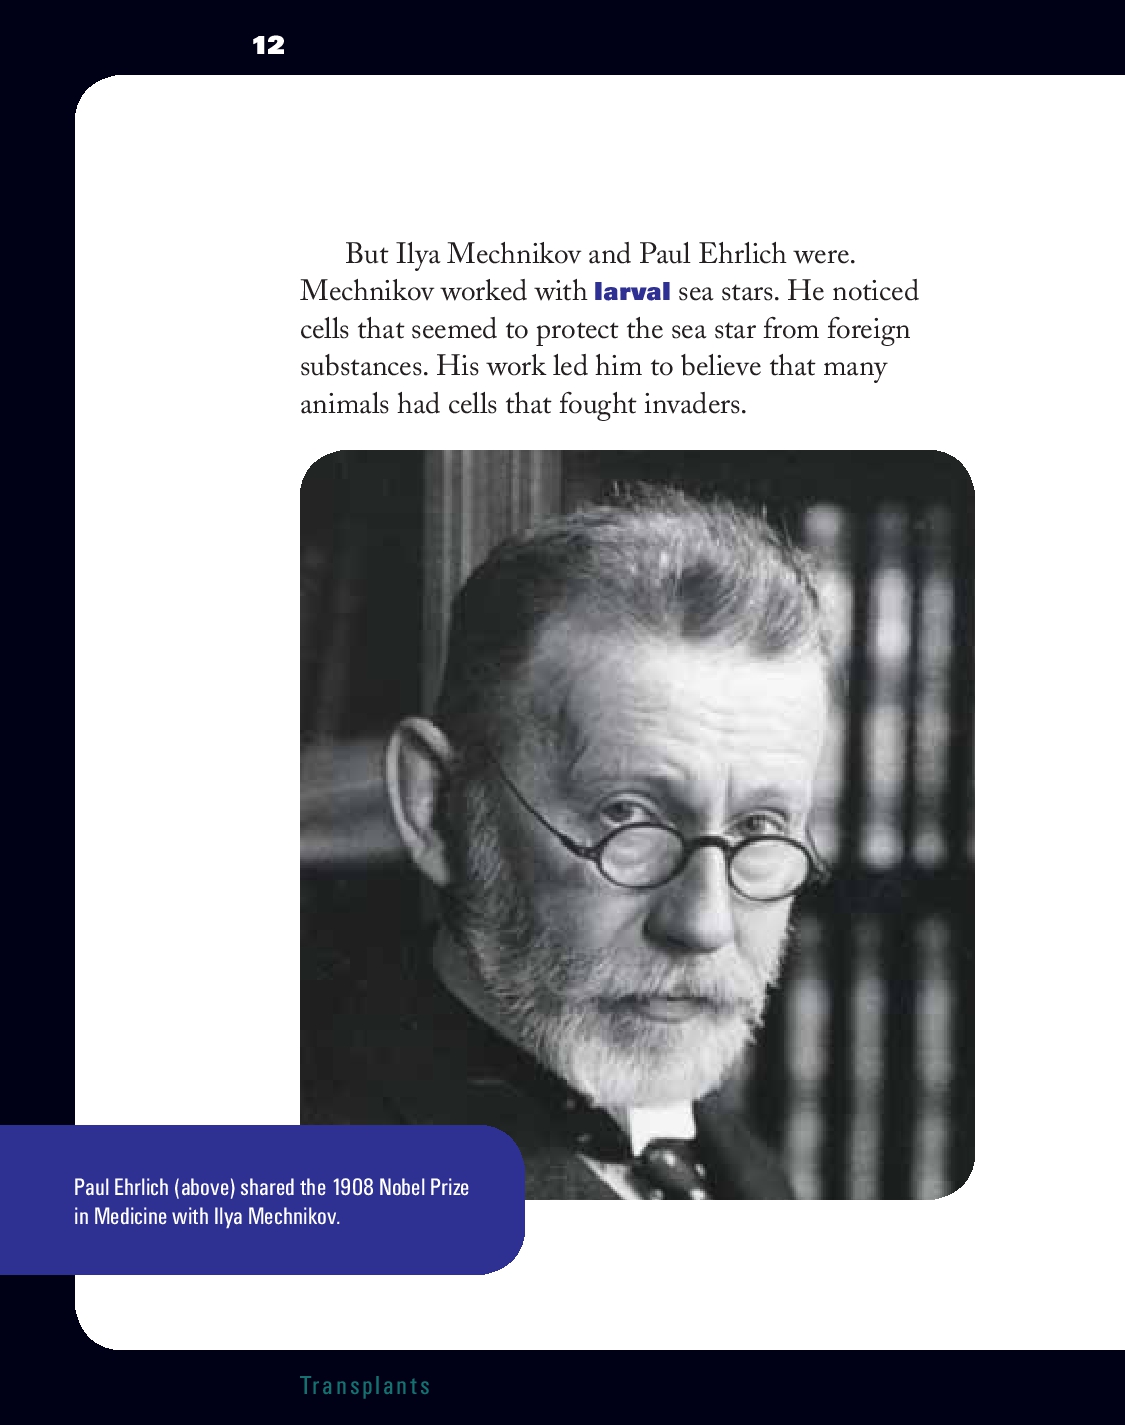 12
But Ilya Mechnikov and Paul Ehrlich were.
Mechnikov worked with larval sea stars. He noticed
cells that seemed to protect the sea star from foreign
substances. His work led him to believe that many
animals had cells that fought invaders.
Paul Ehrlich (above) shared the 1908 Nobel Prize
in Medicine with Ilya Mechnikov.
Transplants